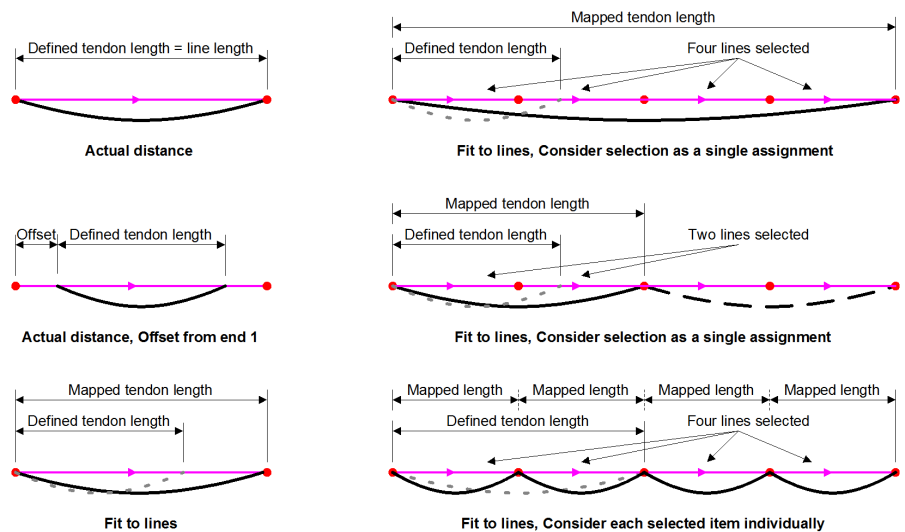 Defined tendon length = line length
Actual distance
Mapped tendon length
Defined tendon length
Four lines selected
Fit to lines, Consider selection as a single assignment
Offset
Defined tendon length
Actual distance, Offset from end 1
Mapped tendon length
Defined tendon length
Two lines selected
Fit to lines, Consider selection as a single assignment
Mapped tendon length
Defined tendon length
Fit to lines
Mapped length
Mapped length
Mapped length
Mapped length
Defined tendon length
Four lines selected
Fit to lines, Consider each selected item individually